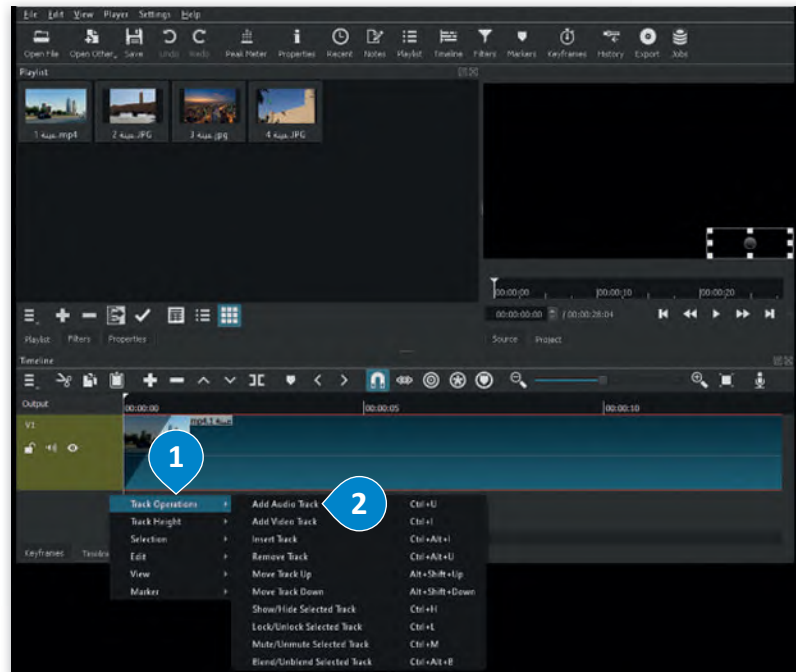 File Edit View Player Settings Help
Open File Open Other... Save Undo Redo Peak Meter Properties Recent Notes Playlist Timeline Filters Markers Keyframes History Export Jobs
Playlist
1 عينة.mp4 2 عينة.JPG 3 عينة.jpg 4 عينة.JPG
00:00:00 00:00:10 00:00:20
00:00:00:00 / 00:00:28:04
Playlist Filters Properties
Source Project
Timeline
Output 00:00:00 00:00:05 00:00:10
V1
mp4.1 عينة
1
2
Track Operations Add Audio Track Ctrl+U
Track Height Add Video Track Ctrl+I
Selection Insert Track Ctrl+Alt+I
Edit Remove Track Ctrl+Alt+U
View Move Track Up Alt+Shift+Up
Marker Move Track Down Alt+Shift+Down
Show/Hide Selected Track Ctrl+H
Lock/Unlock Selected Track Ctrl+L
Mute/Unmute Selected Track Ctrl+M
Blend/Unblend Selected Track Ctrl+Alt+B
Keyframes